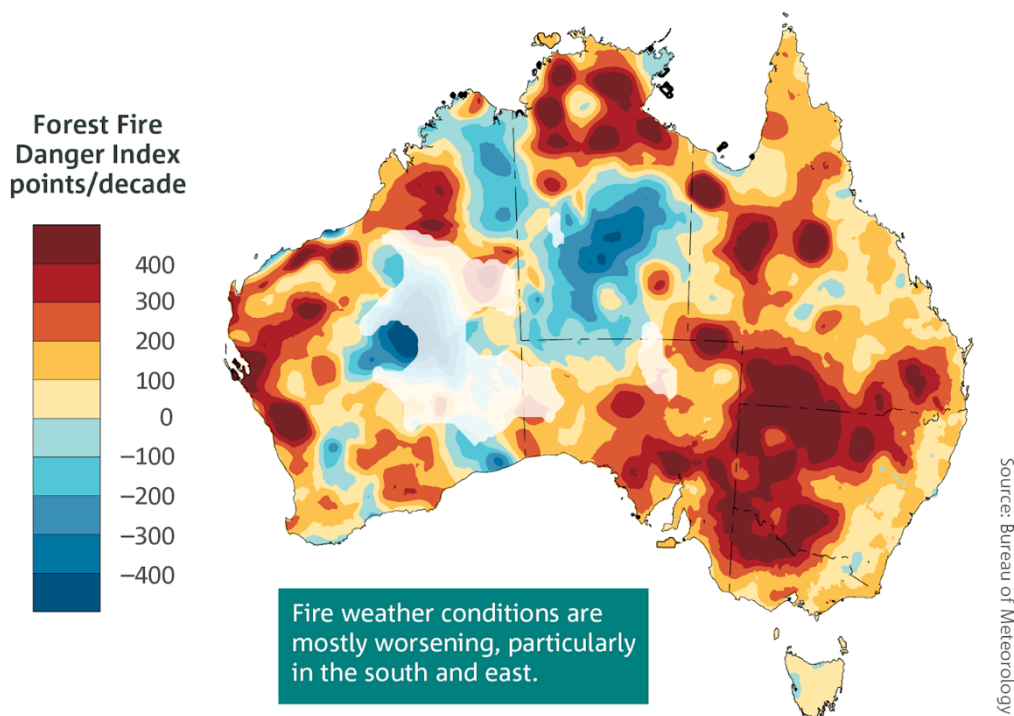 Forest Fire
Danger Index
points/decade
400
300
200
100
0
−100
−200
−300
−400
Fire weather conditions are
mostly worsening, particularly
in the south and east.
Source: Bureau of Meteorology